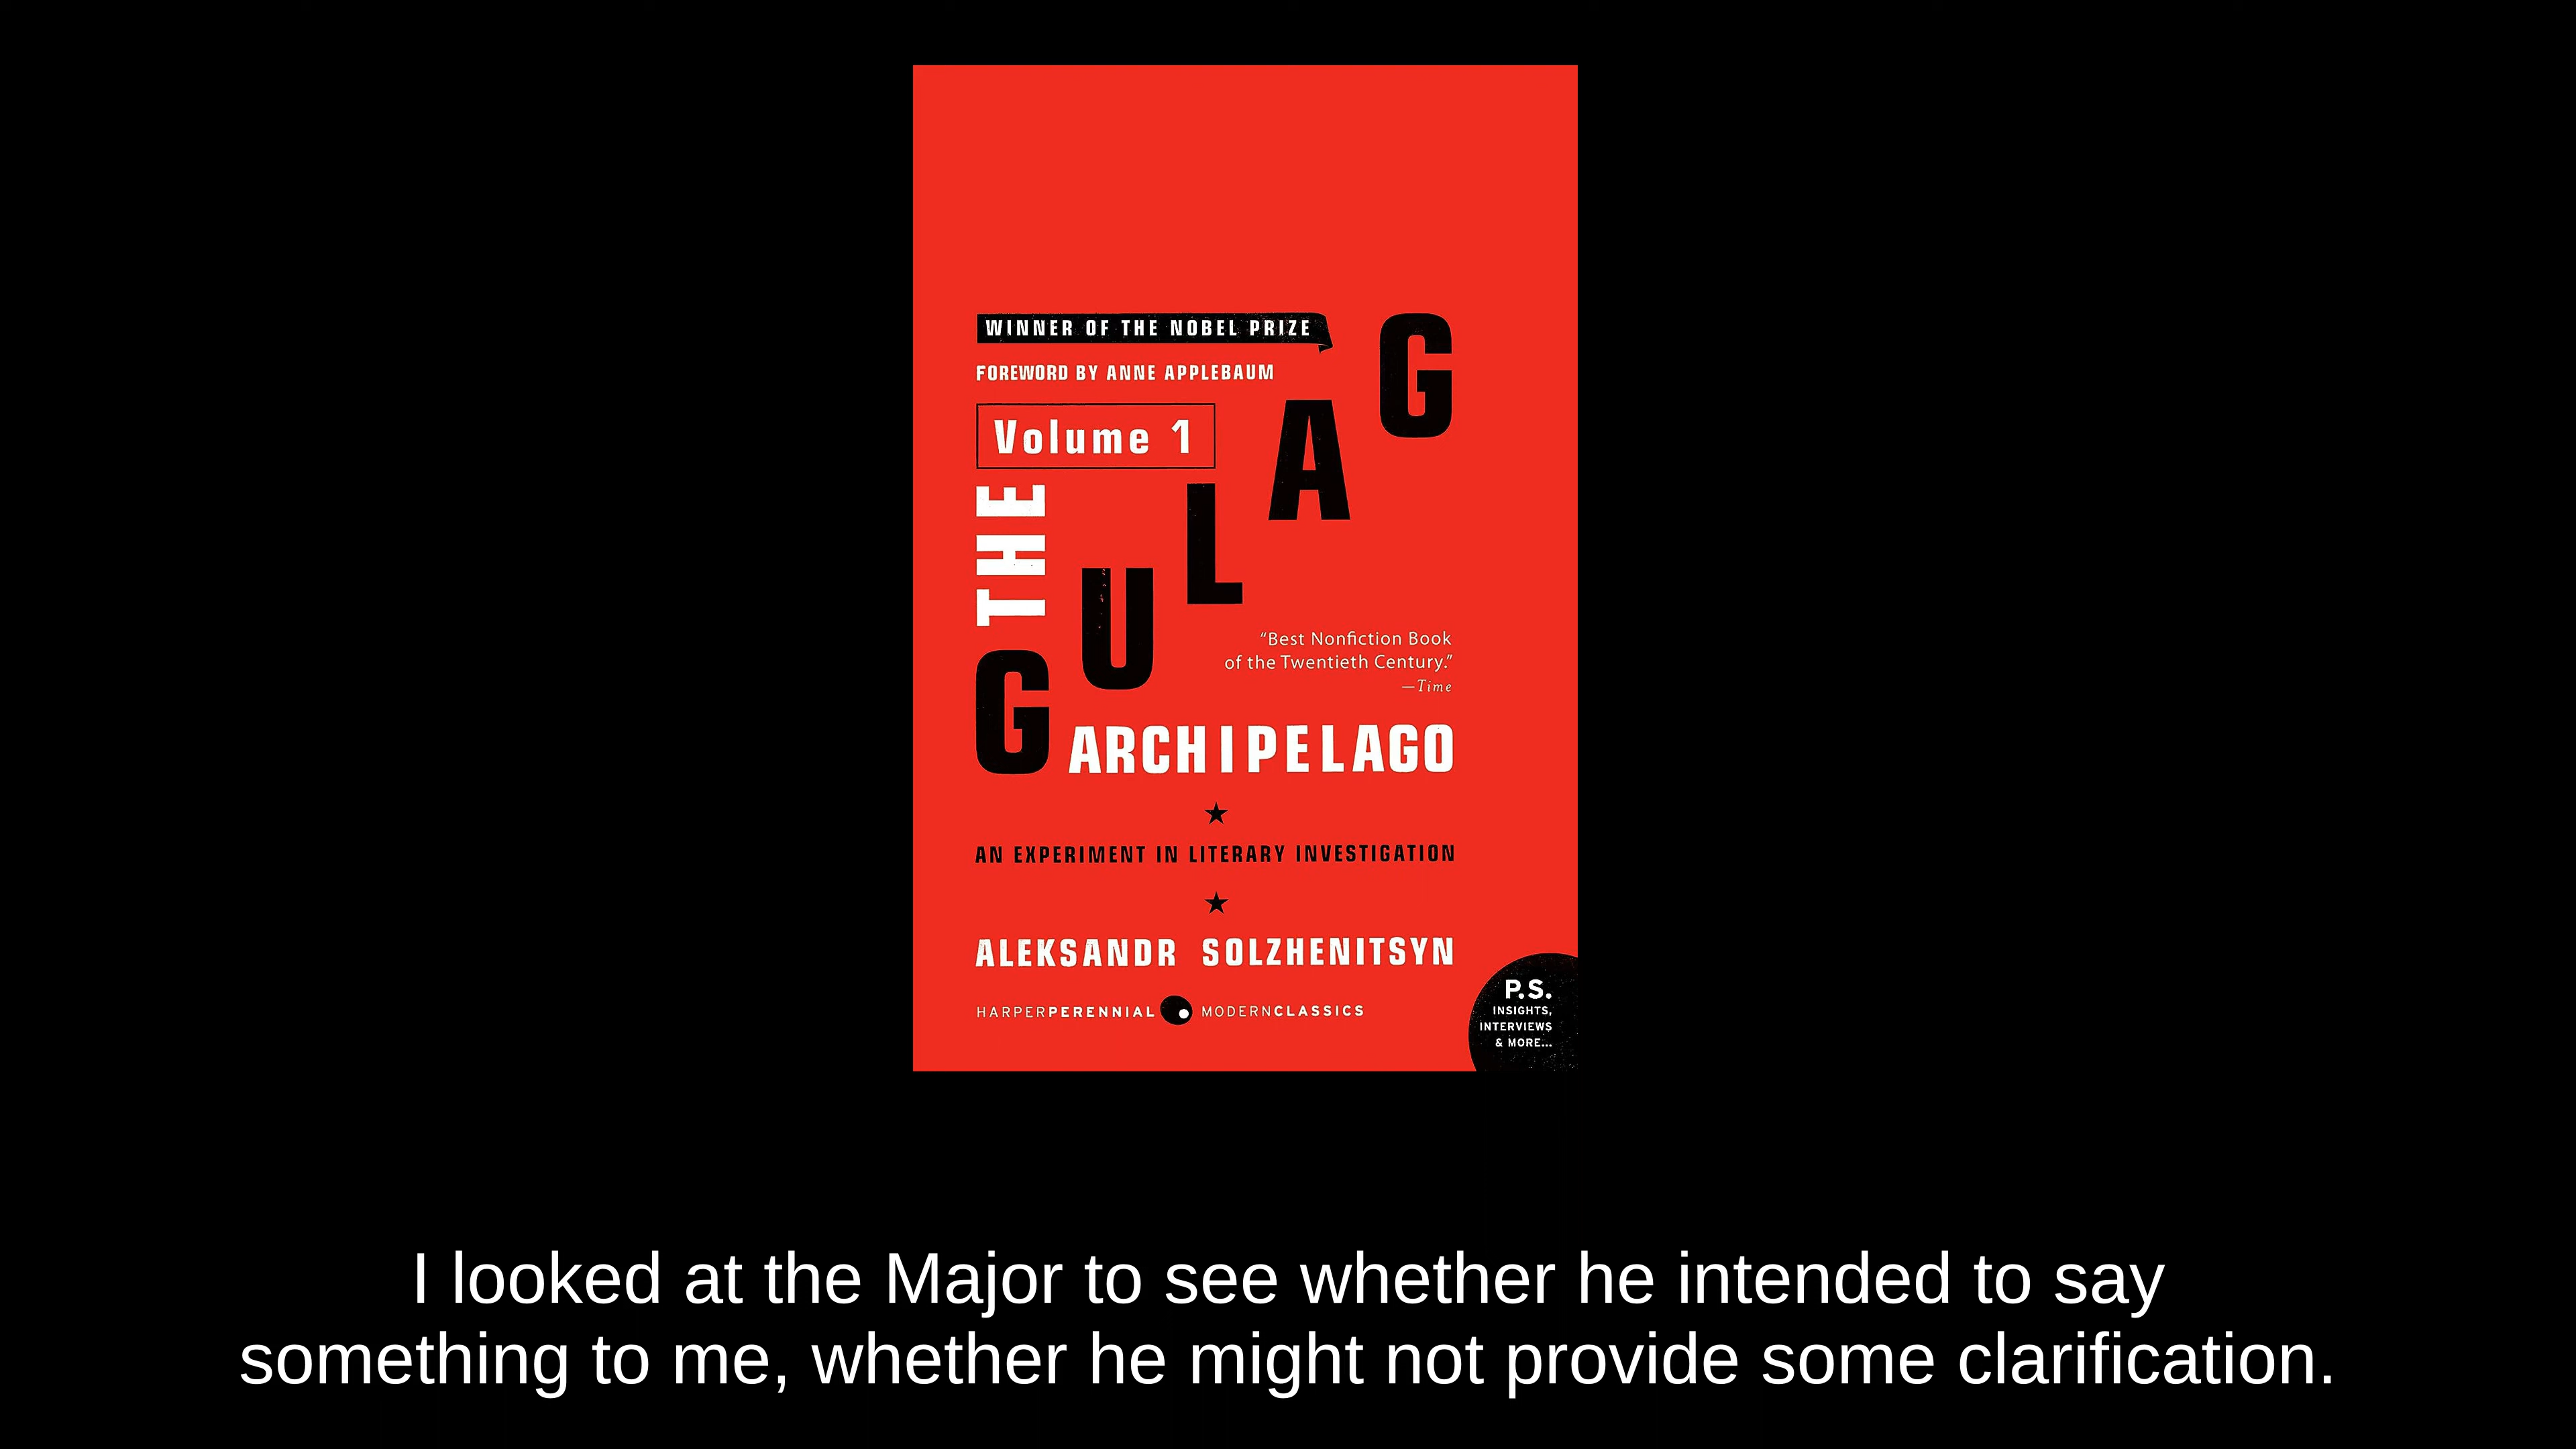 WINNER OF THE NOBEL PRIZE
FOREWORD BY ANNE APPLEBAUM
Volume 1
THE
GULAG
“Best Nonfiction Book
of the Twentieth Century.”
—Time
ARCHIPELAGO
AN EXPERIMENT IN LITERARY INVESTIGATION
ALEKSANDR SOLZHENITSYN
HARPERPERENNIAL MODERNCLASSICS
P.S.
INSIGHTS,
INTERVIEWS
& MORE...
I looked at the Major to see whether he intended to say
something to me, whether he might not provide some clarification.